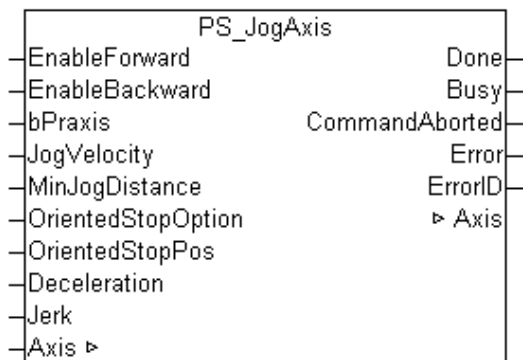 PS_JogAxis
EnableForward Done
EnableBackward Busy
bPraxis CommandAborted
JogVelocity Error
MinJogDistance ErrorID
OrientedStopOption ▹ Axis
OrientedStopPos
Deceleration
Jerk
Axis ▹